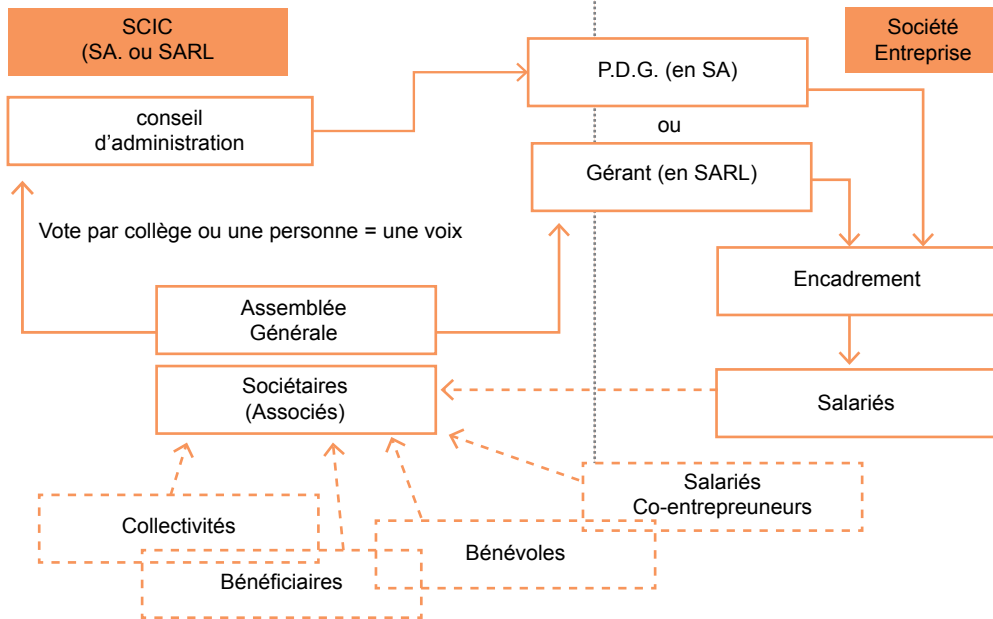 SCIC
(SA. ou SARL
Société
Entreprise
P.D.G. (en SA)
conseil
d’administration
ou
Gérant (en SARL)
Vote par collège ou une personne = une voix
Encadrement
Assemblée
Générale
Sociétaires
(Associés)
Salariés
Salariés
Co-entrepruneurs
Collectivités
Bénévoles
Bénéficiaires